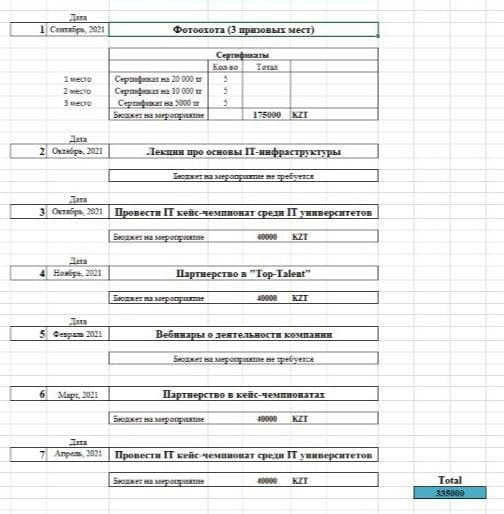 Дата
1 Сентябрь, 2021 Фотоохота (3 призовых мест)
Сертификаты
Кол-во Тотал
1 место Сертификат на 20 000 тг 5
2 место Сертификат на 10 000 тг 5
3 место Сертификат на 5000 тг 5
Бюджет на мероприятие 175000 KZT
Дата
2 Октябрь, 2021 Лекции про основы IT-инфраструктуры
Бюджет на мероприятие не требуется
Дата
3 Октябрь, 2021 Провести IT кейс-чемпионат среди IT университетов
Бюджет на мероприятие 40000 KZT
Дата
4 Ноябрь, 2021 Партнерство в "Top-Talent"
Бюджет на мероприятие 40000 KZT
Дата
5 Февраль 2021 Вебинары о деятельности компании
Бюджет на мероприятие не требуется
6 Март, 2021 Партнерство в кейс-чемпионатах
Бюджет на мероприятие 40000 KZT
Дата
7 Апрель, 2021 Провести IT кейс-чемпионат среди IT университетов
Бюджет на мероприятие 40000 KZT
Total
335000